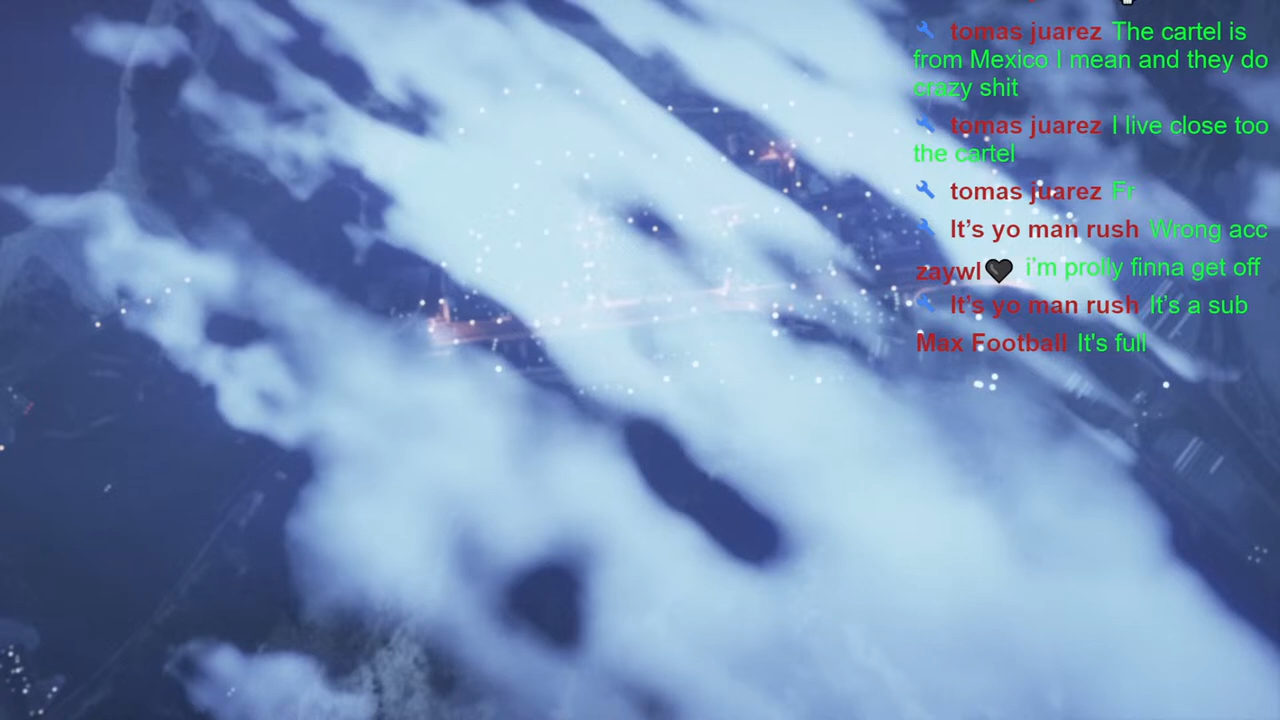 tomas juarez The cartel is
from Mexico I mean and they do
crazy shit
tomas juarez I live close too
the cartel
tomas juarez Fr
It’s yo man rush Wrong acc
zaywl🖤 i’m prolly finna get off
It’s yo man rush It’s a sub
Max Football It's full